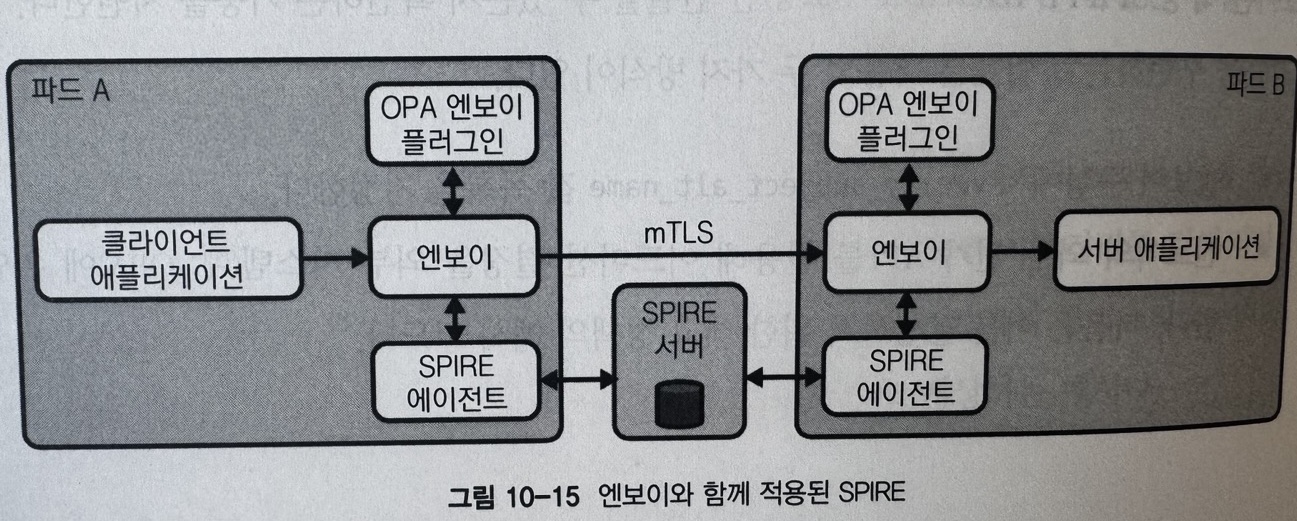 파드 A
OPA 엔보이
플러그인
클라이언트
애플리케이션
엔보이
SPIRE
에이전트
mTLS
SPIRE
서버
파드 B
OPA 엔보이
플러그인
엔보이
서버 애플리케이션
SPIRE
에이전트
그림 10-15 엔보이와 함께 적용된 SPIRE